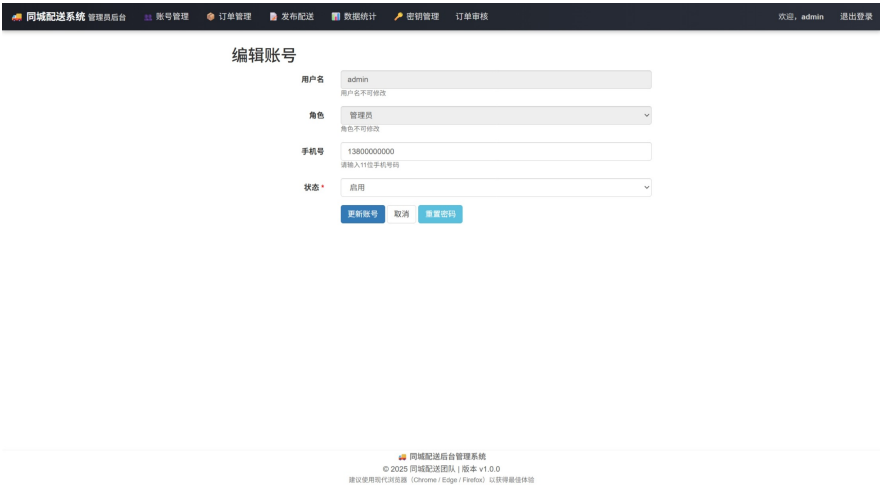 同城配送系统 管理员后台 账号管理 订单管理 发布配送 数据统计 密钥管理 订单审核 欢迎，admin 退出登录
编辑账号
用户名 admin
用户名不可修改
角色 管理员
角色不可修改
手机号 13800000000
请输入11位手机号码
状态 * 启用
更新账号 取消 重置密码
同城配送后台管理系统
© 2025 同城配送团队 | 版本 v1.0.0
建议使用现代浏览器（Chrome / Edge / Firefox）以获得最佳体验